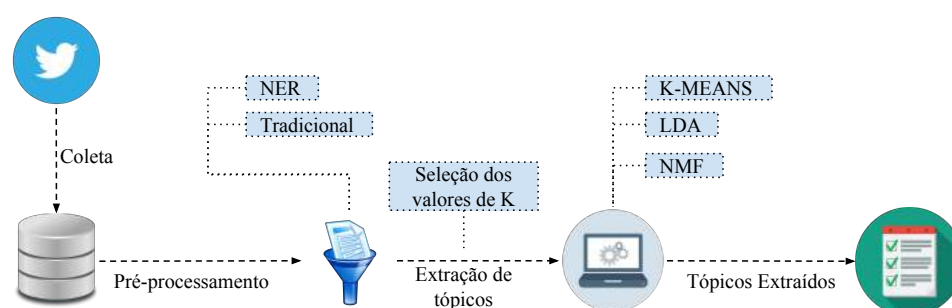 NER
Tradicional
K-MEANS
LDA
NMF
Coleta
Seleção dos
valores de K
Pré-processamento
Extração de
tópicos
Tópicos Extraídos